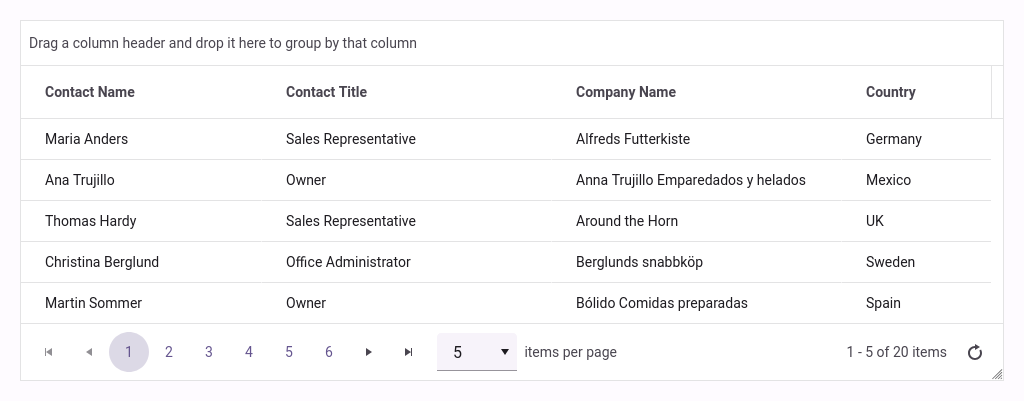 Drag a column header and drop it here to group by that column
Contact Name Contact Title Company Name Country
Maria Anders Sales Representative Alfreds Futterkiste Germany
Ana Trujillo Owner Anna Trujillo Emparedados y helados Mexico
Thomas Hardy Sales Representative Around the Horn UK
Christina Berglund Office Administrator Berglunds snabbköp Sweden
Martin Sommer Owner Bólido Comidas preparadas Spain
1 2 3 4 5 6 5 items per page 1 - 5 of 20 items